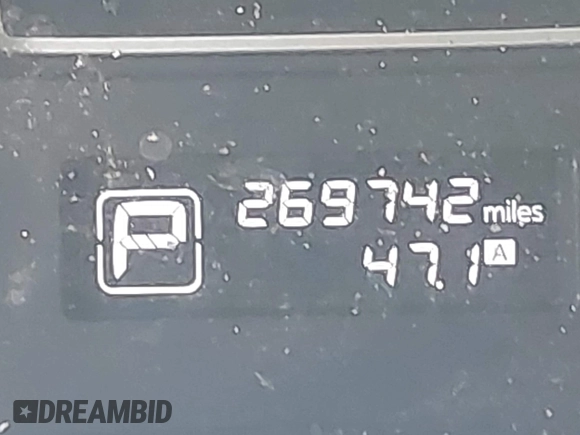 269742 miles
P
47.1 A
DREAMBID